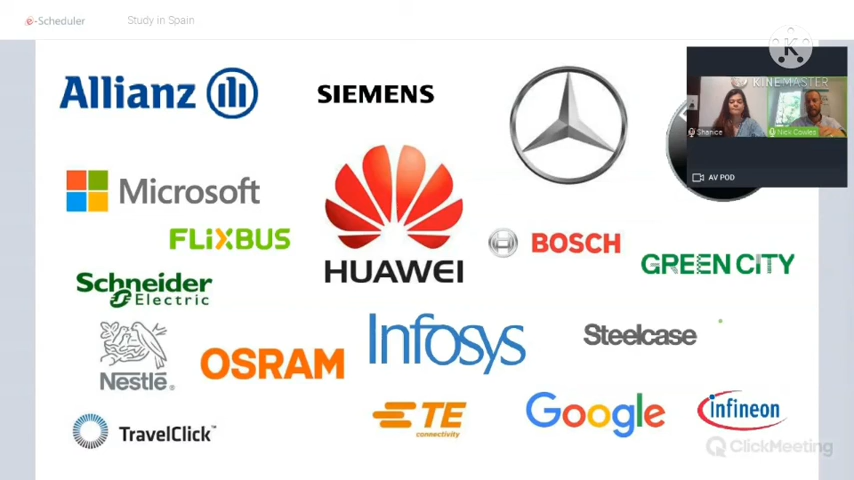 e-Scheduler
Study in Spain
Allianz
SIEMENS
K
KINEMASTER
Shanice
Nick Cowles
AV POD
Microsoft
FLiXBUS
HUAWEI
BOSCH
GREEN CITY
Schneider
Electric
Infosys
Steelcase
Nestlé®
OSRAM
TravelClick™
TE
connectivity
Google
infineon
ClickMeeting